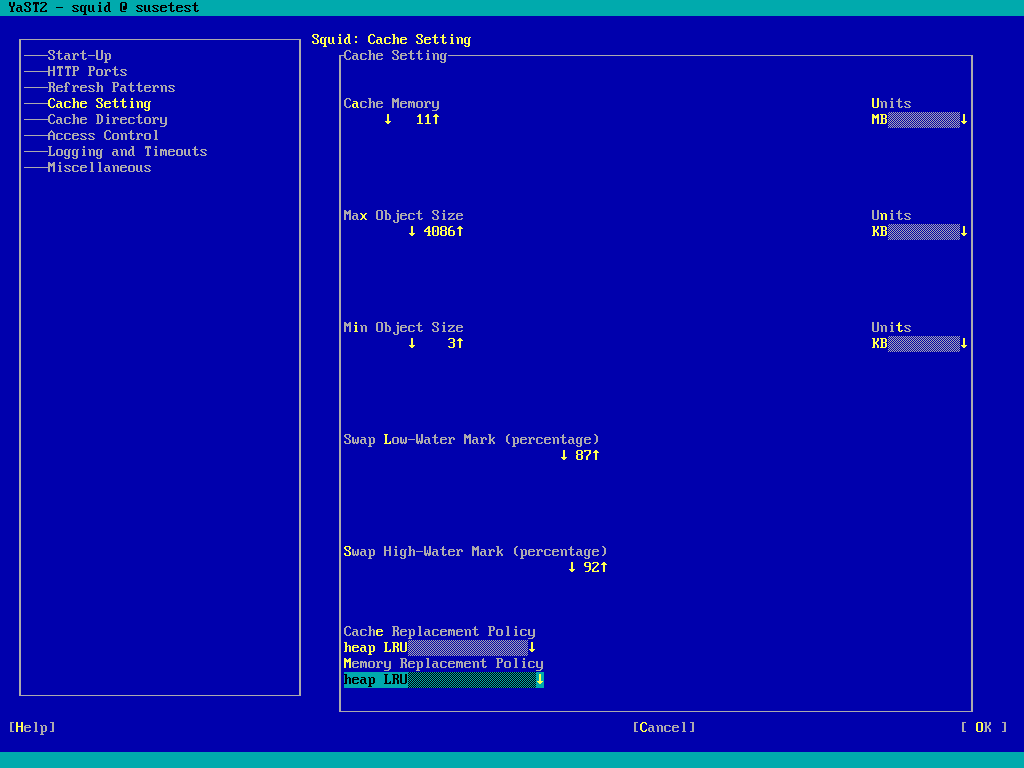 YaST2 - squid @ susetest
Squid: Cache Setting
Start-Up
HTTP Ports
Refresh Patterns
Cache Setting
Cache Directory
Access Control
Logging and Timeouts
Miscellaneous
Cache Setting
Cache Memory Units
↓ 11↑ MB ↓
Max Object Size Units
↓ 4086↑ KB ↓
Min Object Size Units
↓ 3↑ KB ↓
Swap Low-Water Mark (percentage)
↓ 87↑
Swap High-Water Mark (percentage)
↓ 92↑
Cache Replacement Policy
heap LRU ↓
Memory Replacement Policy
heap LRU ↓
[Help] [Cancel] [ OK ]